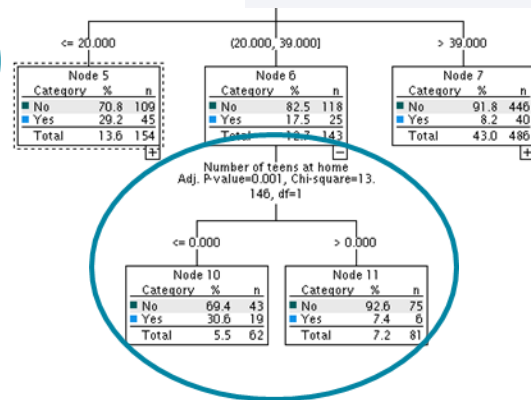 <= 20.000
(20.000, 39.000]
> 39.000
Node 5
Category % n
No 70.8 109
Yes 29.2 45
Total 13.6 154
Node 6
Category % n
No 82.5 118
Yes 17.5 25
Total 12.7 143
Node 7
Category % n
No 91.8 446
Yes 8.2 40
Total 43.0 486
Number of teens at home
Adj. P-value=0.001, Chi-square=13.
146, df=1
<= 0.000
> 0.000
Node 10
Category % n
No 69.4 43
Yes 30.6 19
Total 5.5 62
Node 11
Category % n
No 92.6 75
Yes 7.4 6
Total 7.2 81